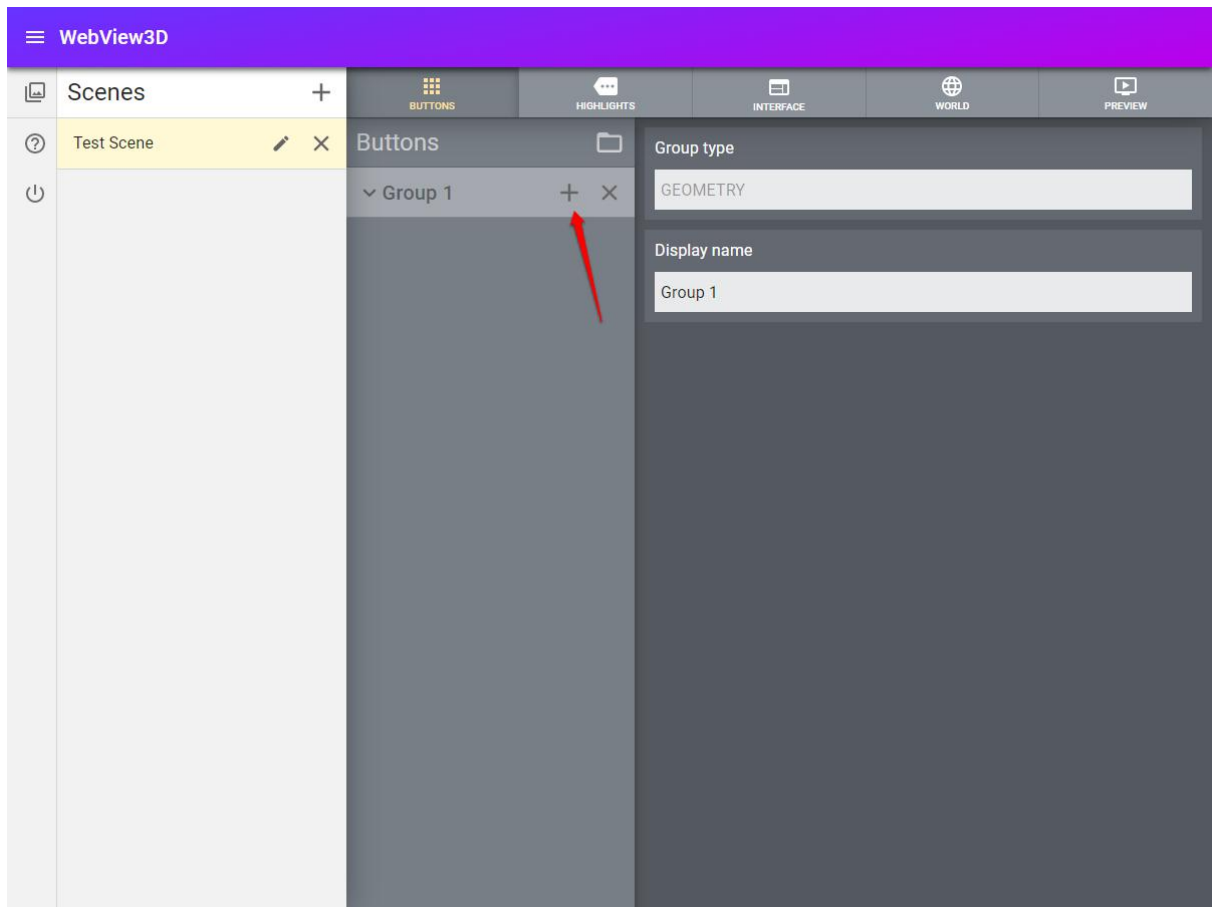 WebView3D
Scenes
BUTTONS
HIGHLIGHTS
INTERFACE
WORLD
PREVIEW
Test Scene
Buttons
Group type
Group 1
GEOMETRY
Display name
Group 1